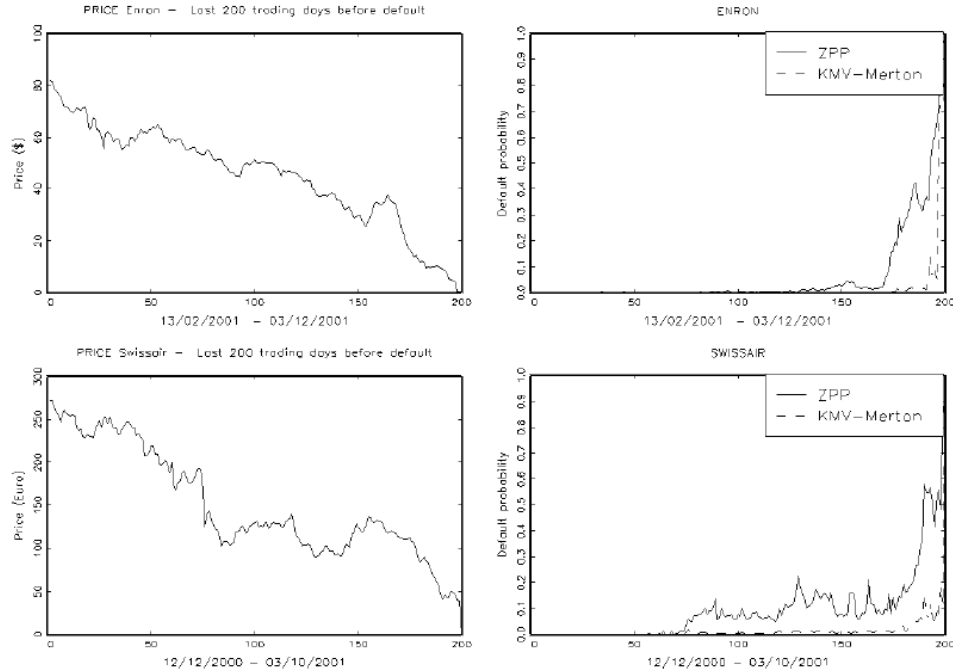 PRICE Enron – Last 200 trading days before default
100
80
60
40
20
0
Price ($)
0 50 100 150 200
13/02/2001 – 03/12/2001
ENRON
ZPP
KMV–Merton
1.0
0.9
0.8
0.7
0.6
0.5
0.4
0.3
0.2
0.1
0.0
Default probability
0 50 100 150 200
13/02/2001 – 03/12/2001
PRICE Swissair – Last 200 trading days before default
300
250
200
150
100
50
0
Price (Euro)
0 50 100 150 200
12/12/2000 – 03/10/2001
SWISSAIR
ZPP
KMV–Merton
1.0
0.9
0.8
0.7
0.6
0.5
0.4
0.3
0.2
0.1
0.0
Default probability
0 50 100 150 200
12/12/2000 – 03/10/2001